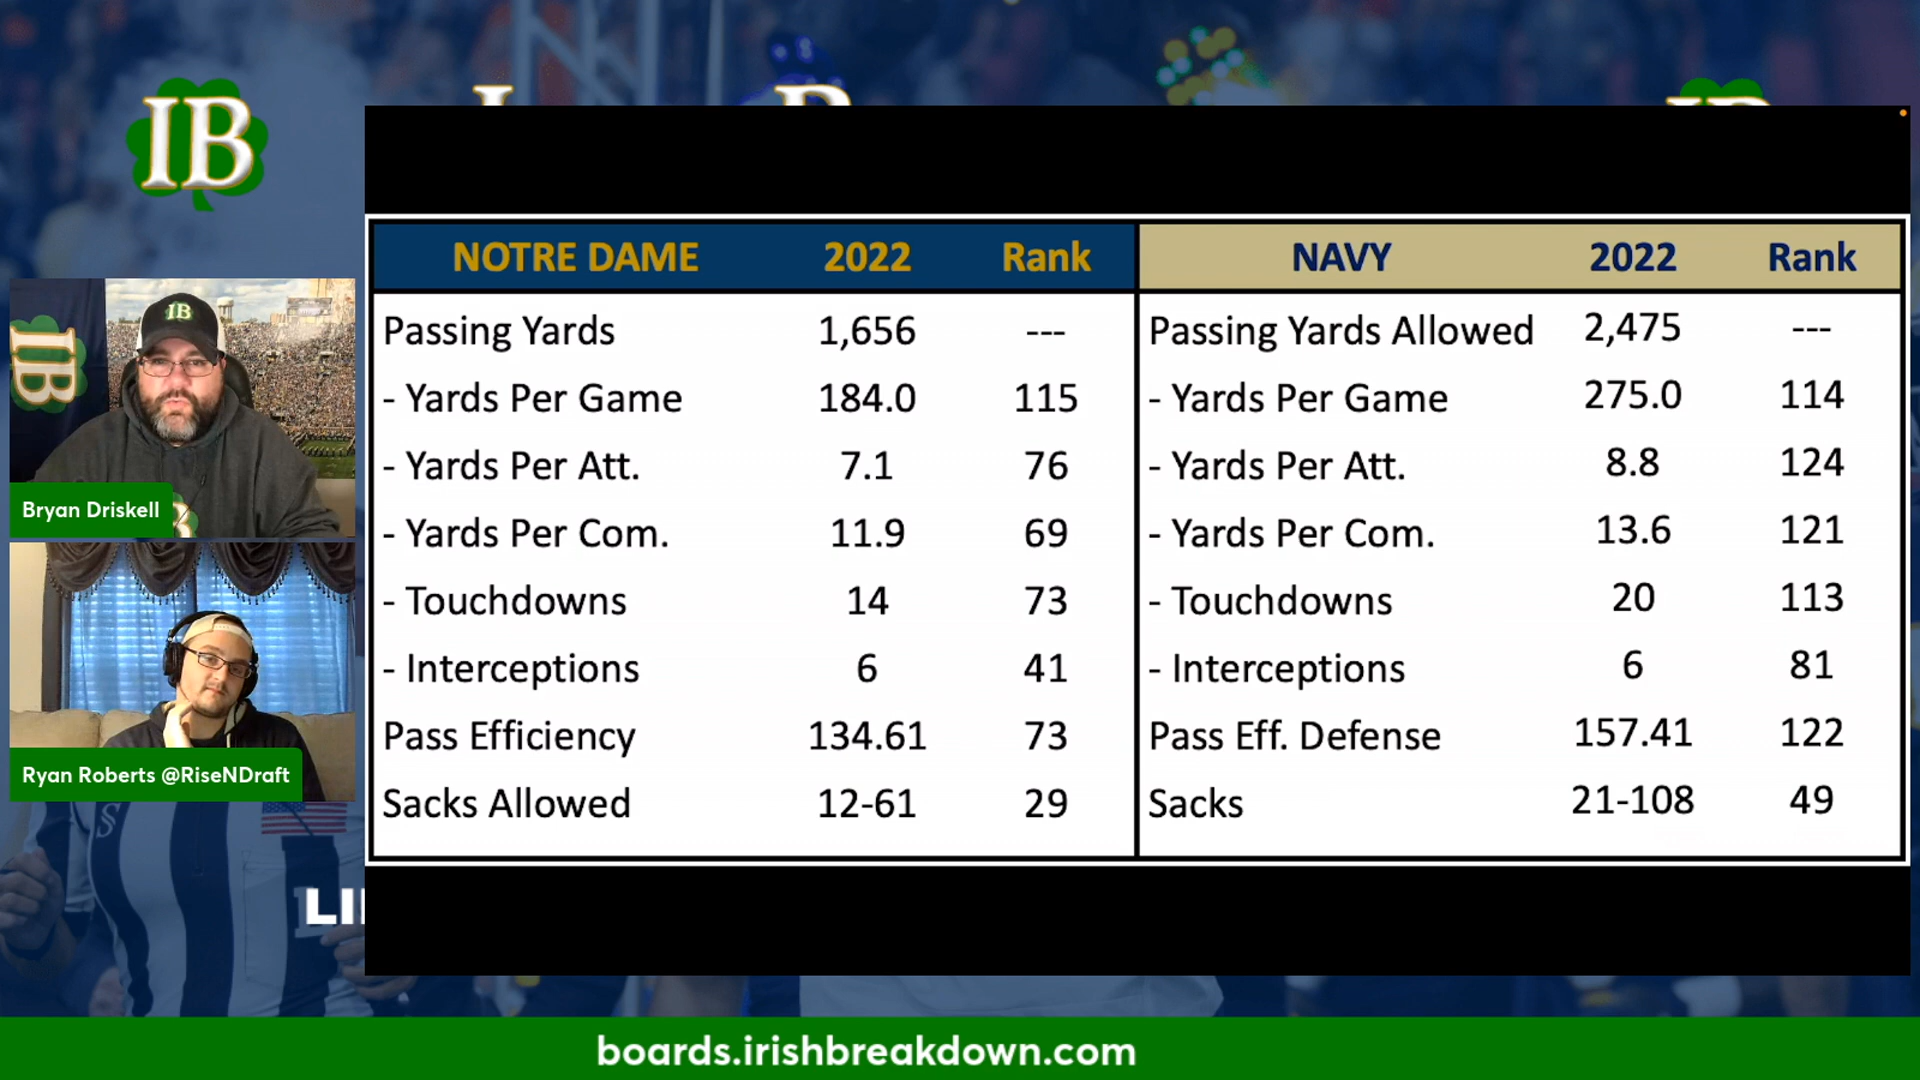 IB
NOTRE DAME 2022 Rank NAVY 2022 Rank
Passing Yards 1,656 --- Passing Yards Allowed 2,475 ---
- Yards Per Game 184.0 115 - Yards Per Game 275.0 114
- Yards Per Att. 7.1 76 - Yards Per Att. 8.8 124
- Yards Per Com. 11.9 69 - Yards Per Com. 13.6 121
- Touchdowns 14 73 - Touchdowns 20 113
- Interceptions 6 41 - Interceptions 6 81
Pass Efficiency 134.61 73 Pass Eff. Defense 157.41 122
Sacks Allowed 12-61 29 Sacks 21-108 49
IB
IB
Bryan Driskell
Ryan Roberts @RiseNDraft
boards.irishbreakdown.com